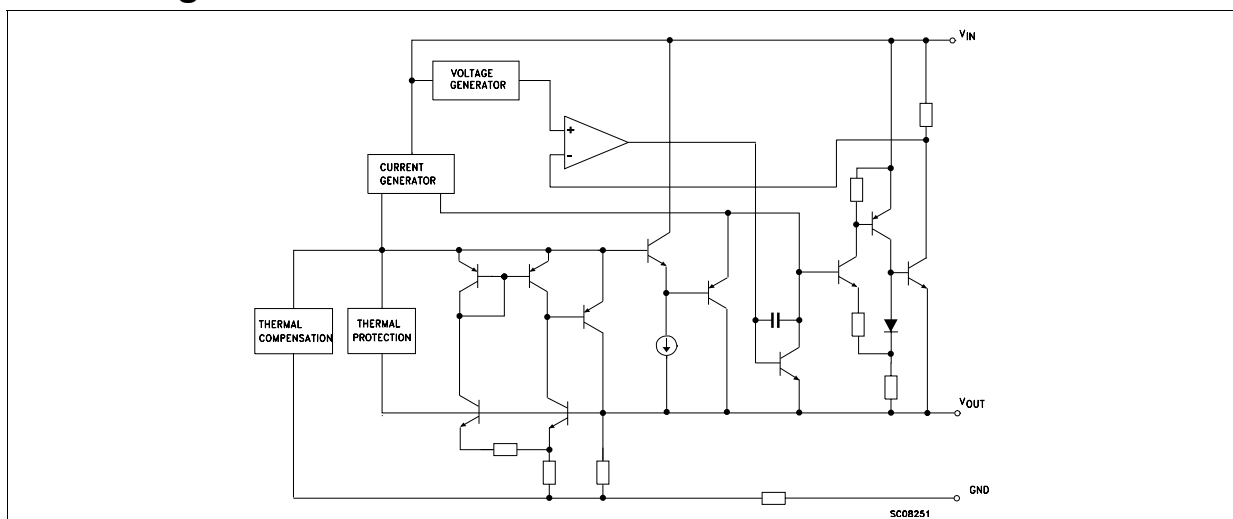 VIN
VOLTAGE
GENERATOR
+
-
CURRENT
GENERATOR
THERMAL
COMPENSATION
THERMAL
PROTECTION
VOUT
GND
SC08251